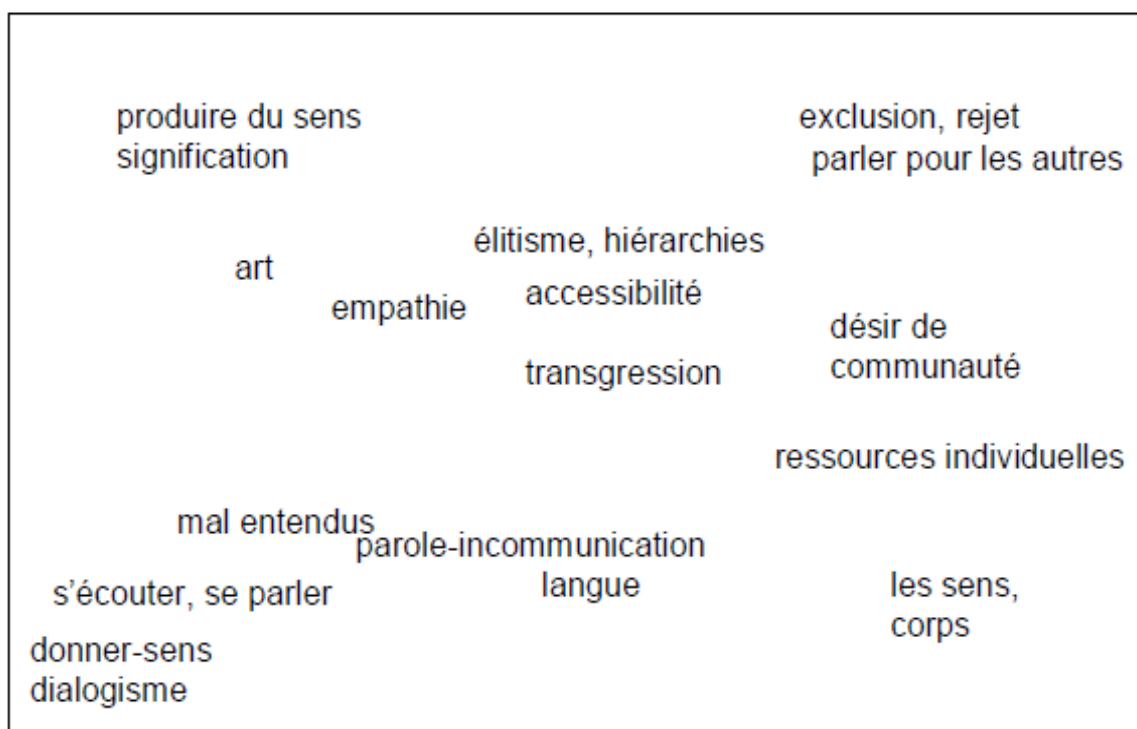 produire du sens
signification
exclusion, rejet
parler pour les autres
élitisme, hiérarchies
art
empathie
accessibilité
désir de
communauté
transgression
ressources individuelles
mal entendus
parole-incommunication
langue
s'écouter, se parler
les sens,
corps
donner-sens
dialogisme